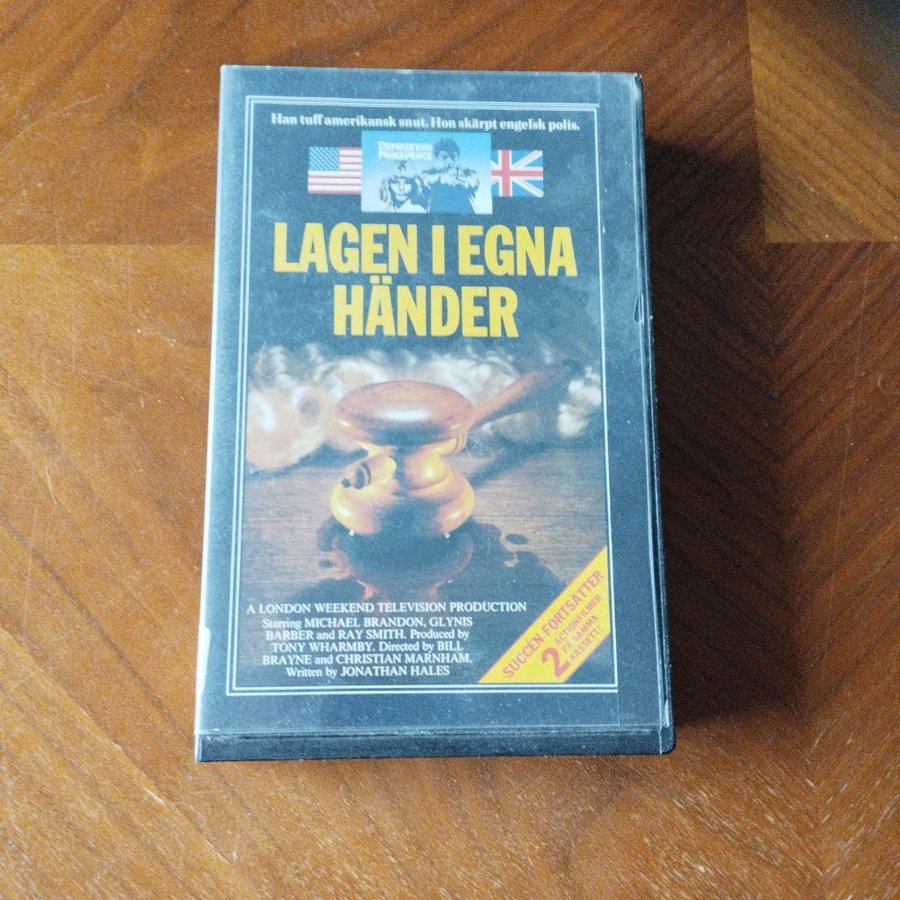 Han tuff amerikansk snut. Hon skärpt engelsk polis.
DEMPSEY AND
MAKEPEACE
LAGEN I EGNA
HÄNDER
A LONDON WEEKEND TELEVISION PRODUCTION
Starring MICHAEL BRANDON, GLYNIS
BARBER and RAY SMITH. Produced by
TONY WHARMBY. Directed by BILL
BRAYNE and CHRISTIAN MARNHAM.
Written by JONATHAN HALES
SUCCÉN FORTSÄTTER
2 ACTIONFILMER
PÅ SAMMA
KASSETT!